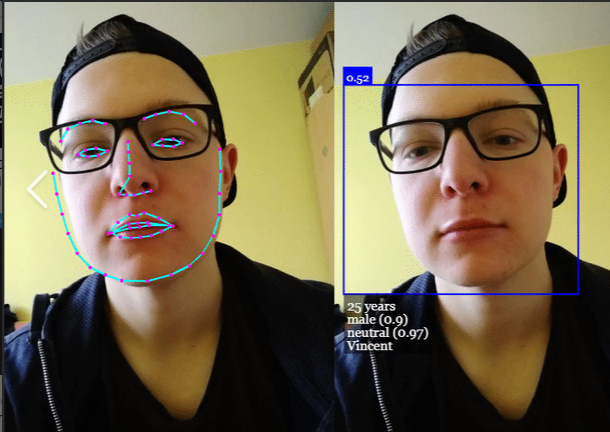 0.52
25 years
male (0.9)
neutral (0.97)
Vincent